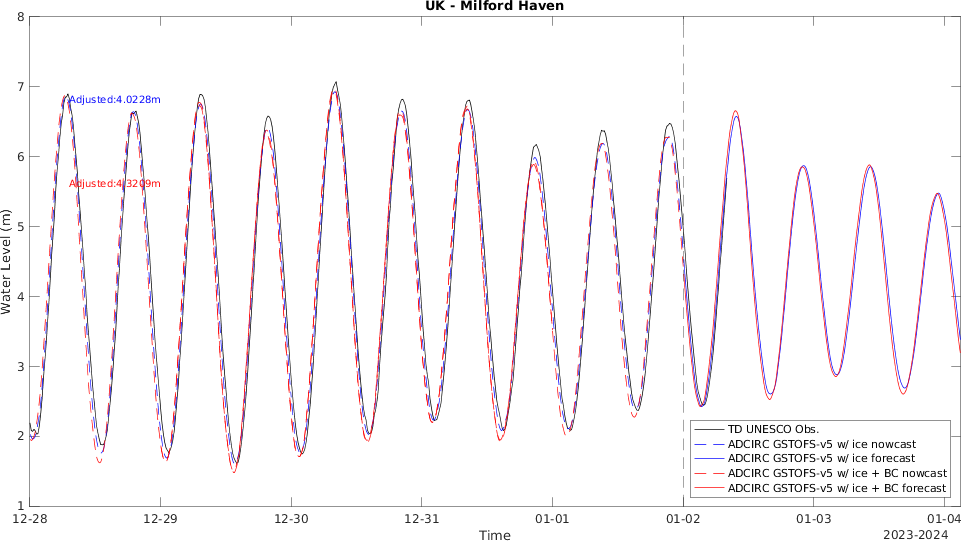 UK - Milford Haven
8
7
6
5
4
3
2
1
Water Level (m)
Adjusted:4.0228m
Adjusted:4.3209m
TD UNESCO Obs.
ADCIRC GSTOFS-v5 w/ ice nowcast
ADCIRC GSTOFS-v5 w/ ice forecast
ADCIRC GSTOFS-v5 w/ ice + BC nowcast
ADCIRC GSTOFS-v5 w/ ice + BC forecast
12-28 12-29 12-30 12-31 01-01 01-02 01-03 01-04
Time
2023-2024